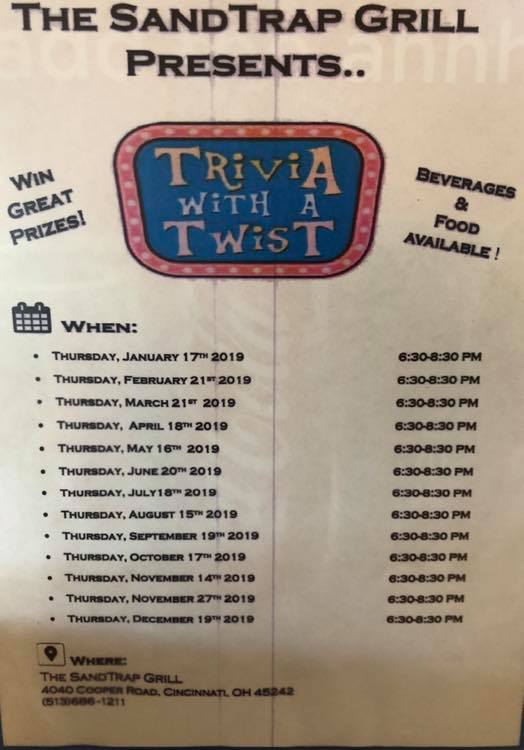 THE SANDTRAP GRILL
PRESENTS..
WIN
GREAT
PRIZES!
TRIVIA
WITH A
TWIST
BEVERAGES
&
FOOD
AVAILABLE !
WHEN:
• THURSDAY, JANUARY 17TH 2019 6:30-8:30 PM
• THURSDAY, FEBRUARY 21ST 2019 6:30-8:30 PM
• THURSDAY, MARCH 21ST 2019 6:30-8:30 PM
• THURSDAY, APRIL 18TH 2019 6:30-8:30 PM
• THURSDAY, MAY 16TH 2019 6:30-8:30 PM
• THURSDAY, JUNE 20TH 2019 6:30-8:30 PM
• THURSDAY, JULY18TH 2019 6:30-8:30 PM
• THURSDAY, AUGUST 15TH 2019 6:30-8:30 PM
• THURSDAY, SEPTEMBER 19TH 2019 6:30-8:30 PM
• THURSDAY, OCTOBER 17TH 2019 6:30-8:30 PM
• THURSDAY, NOVEMBER 14TH 2019 6:30-8:30 PM
• THURSDAY, NOVEMBER 27TH 2019 6:30-8:30 PM
• THURSDAY, DECEMBER 19TH 2019 6:30-8:30 PM
WHERE:
THE SANDTRAP GRILL
4040 COOPER ROAD, CINCINNATI, OH 45242
(513)686-1211